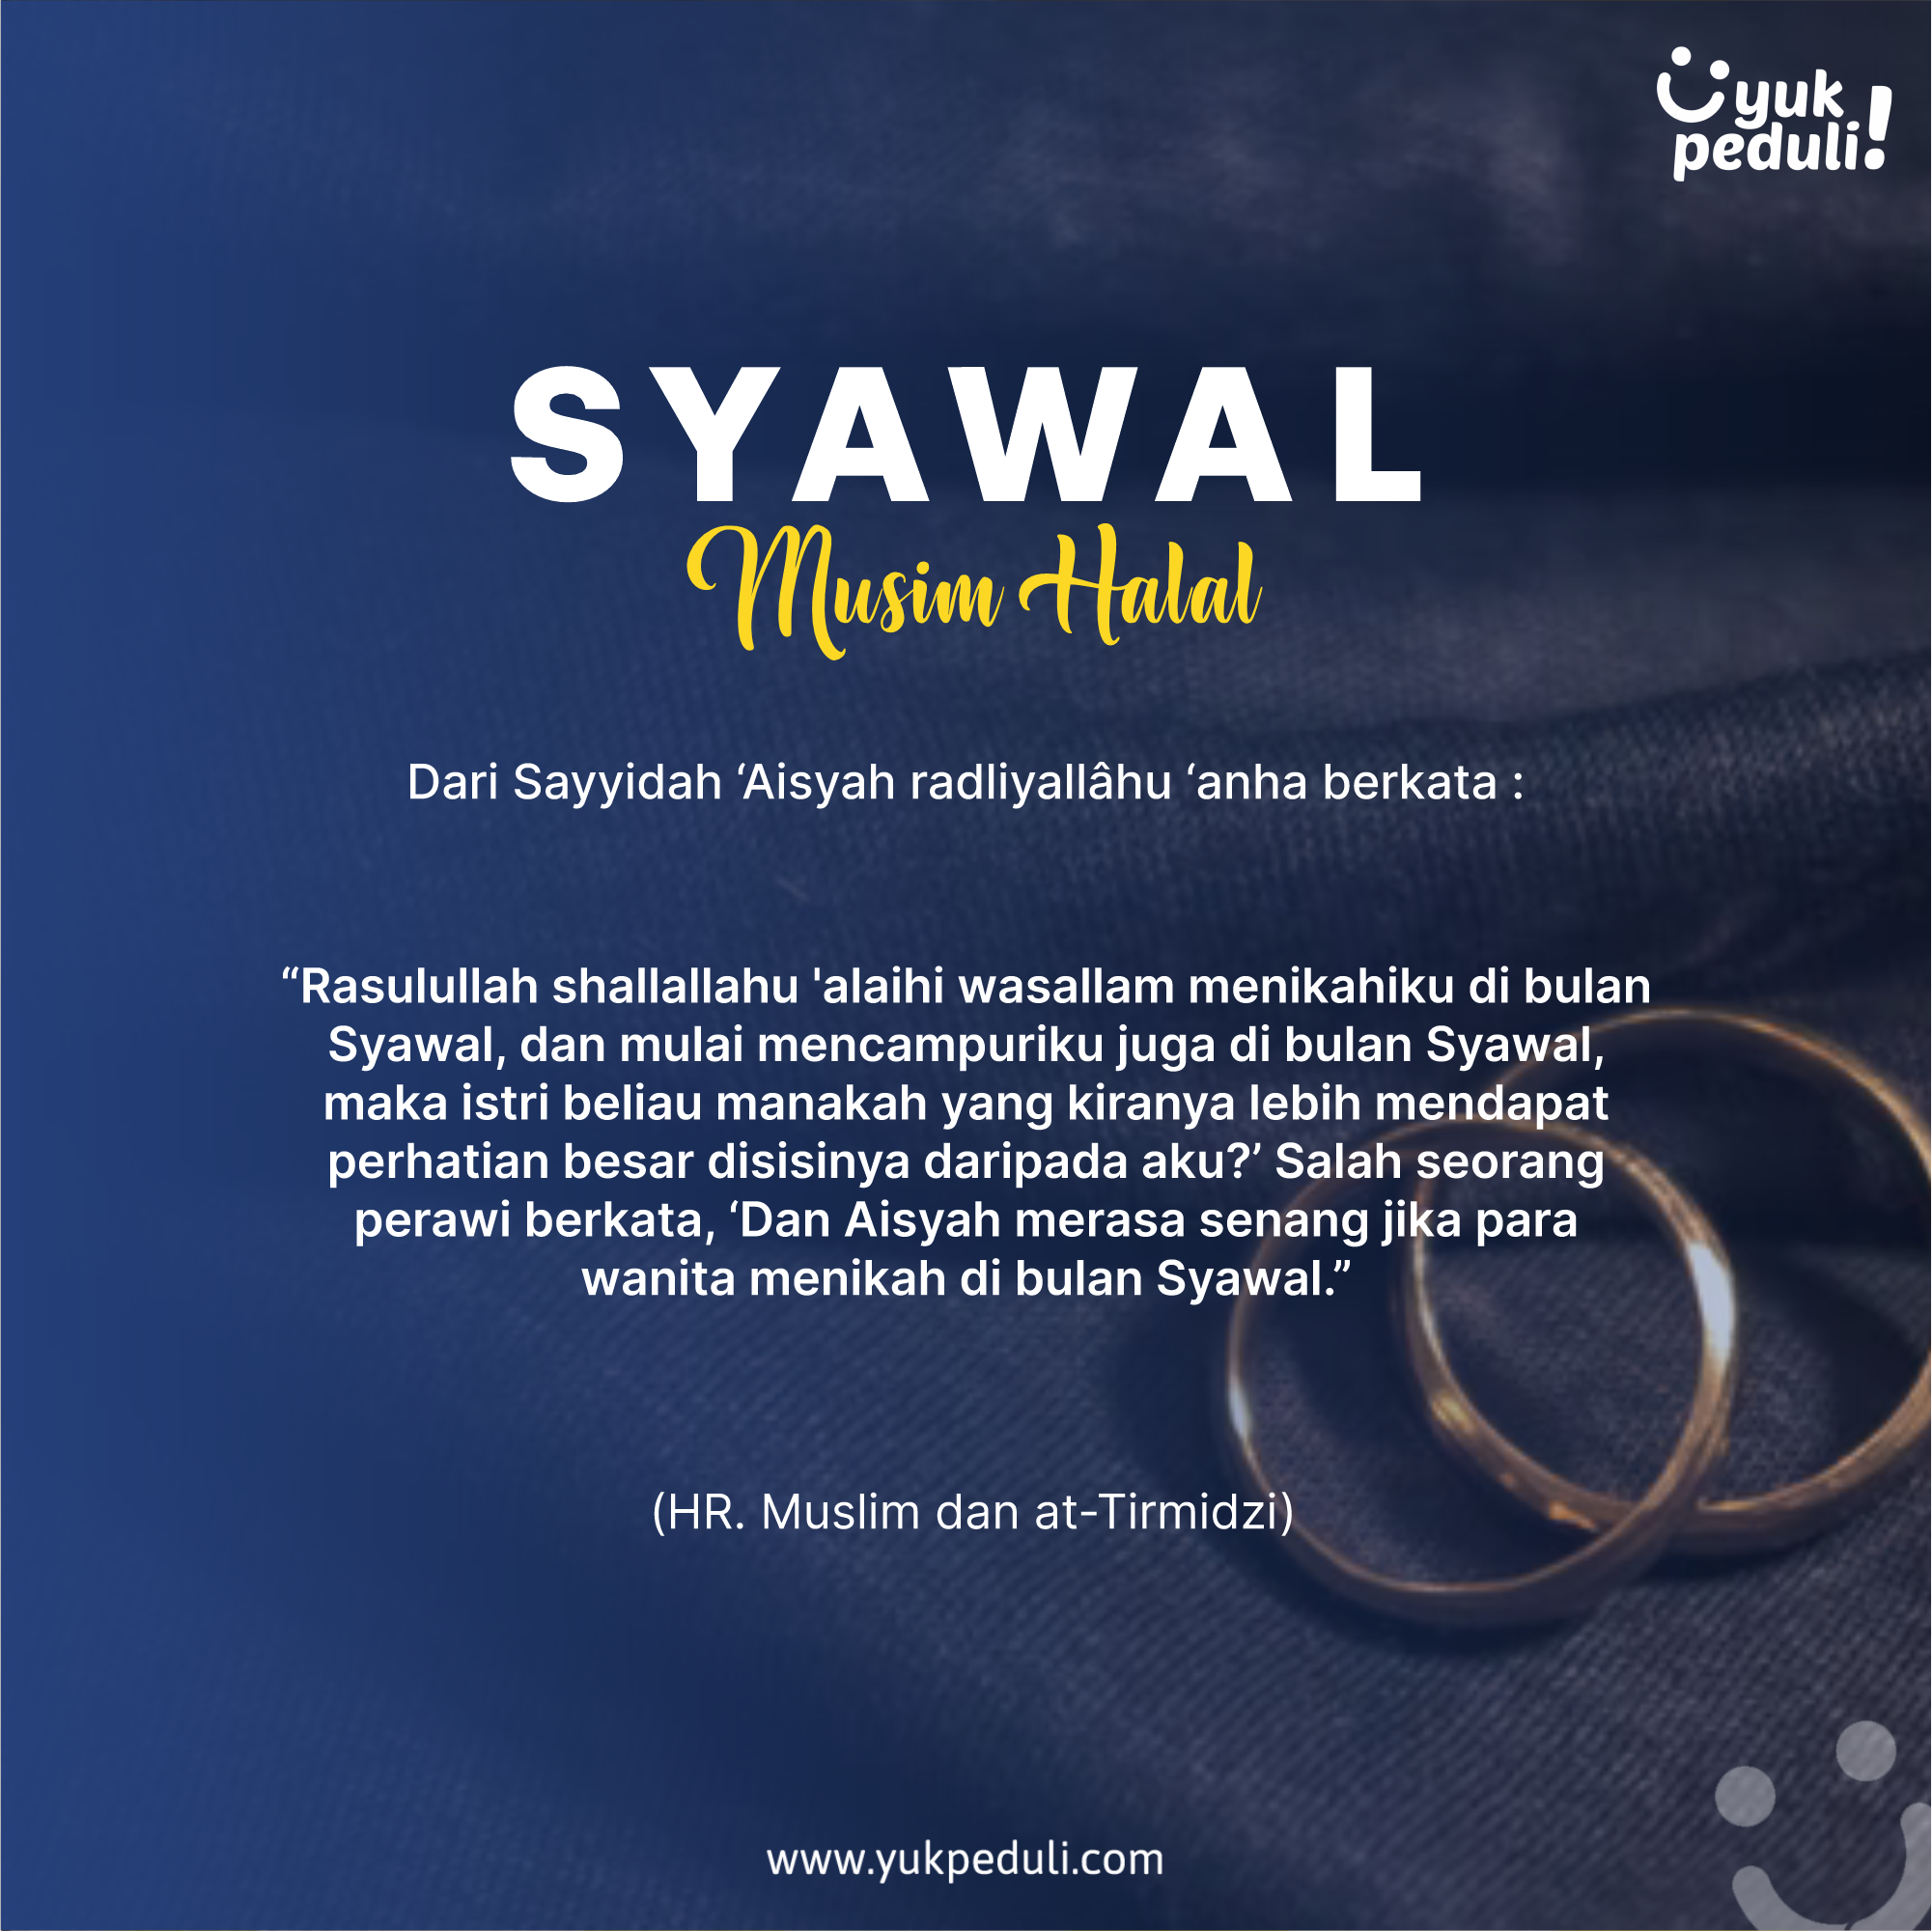 yuk
peduli!
SYAWAL
Musim Halal
Dari Sayyidah ‘Aisyah radliyallâhu ‘anha berkata :
“Rasulullah shallallahu 'alaihi wasallam menikahiku di bulan
Syawal, dan mulai mencampuriku juga di bulan Syawal,
maka istri beliau manakah yang kiranya lebih mendapat
perhatian besar disisinya daripada aku?’ Salah seorang
perawi berkata, ‘Dan Aisyah merasa senang jika para
wanita menikah di bulan Syawal.”
(HR. Muslim dan at-Tirmidzi)
www.yukpeduli.com